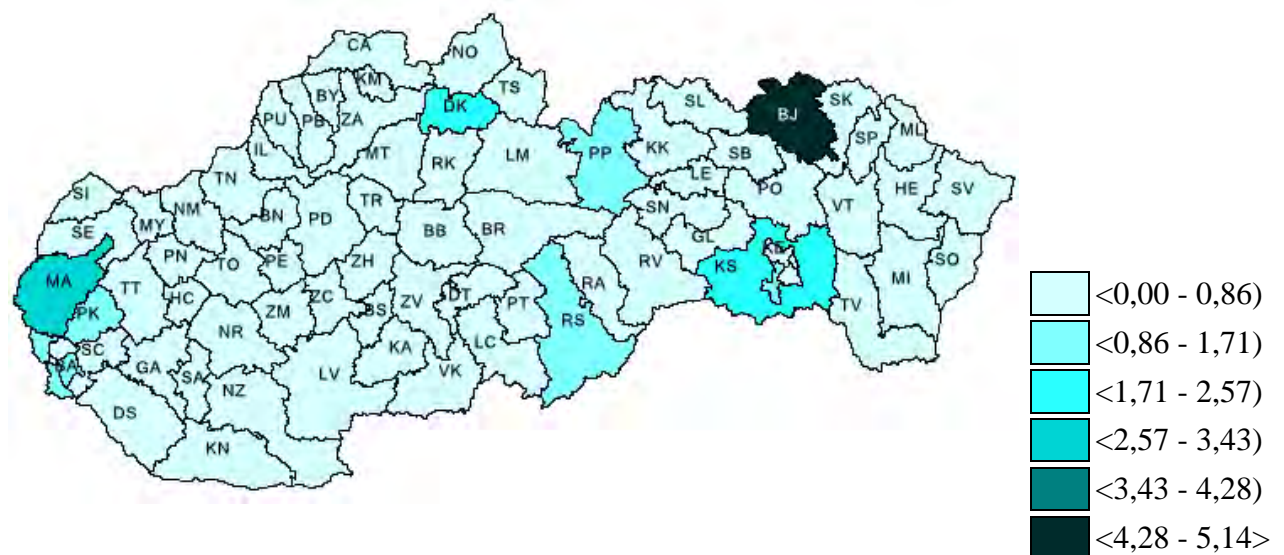 CA
NO
KM
TS
BY
PU
PB
ZA
DK
SL
BJ
SK
SP
ML
IL
MT
RK
LM
PP
KK
SB
LE
PO
HE
SV
SI
TN
NM
MY
BN
PD
TR
SN
VT
SE
BB
BR
GL
PN
TO
PE
ZH
RV
KS
KE
MI
SO
MA
TT
HC
ZC
BS
ZV
DT
PT
RA
TV
PK
NR
ZM
RS
SC
BA
GA
SA
NZ
LV
KA
VK
LC
DS
KN
<0,00 - 0,86)
<0,86 - 1,71)
<1,71 - 2,57)
<2,57 - 3,43)
<3,43 - 4,28)
<4,28 - 5,14>